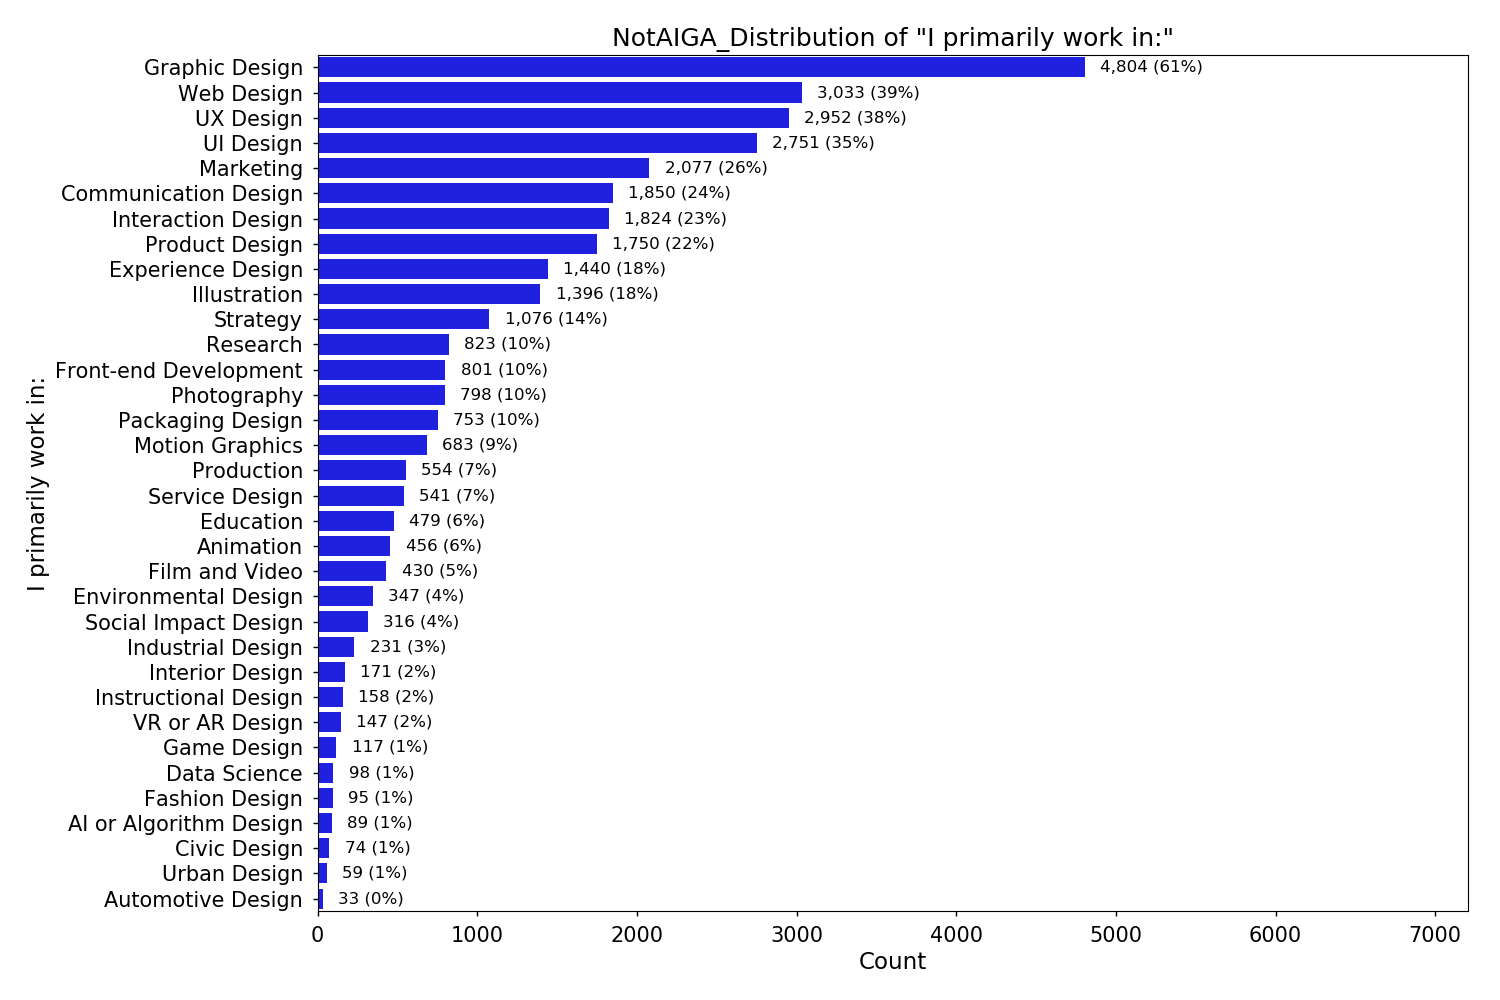 NotAIGA_Distribution of "I primarily work in:"
Graphic Design 4,804 (61%)
Web Design 3,033 (39%)
UX Design 2,952 (38%)
UI Design 2,751 (35%)
Marketing 2,077 (26%)
Communication Design 1,850 (24%)
Interaction Design 1,824 (23%)
Product Design 1,750 (22%)
Experience Design 1,440 (18%)
Illustration 1,396 (18%)
Strategy 1,076 (14%)
Research 823 (10%)
Front-end Development 801 (10%)
Photography 798 (10%)
Packaging Design 753 (10%)
Motion Graphics 683 (9%)
Production 554 (7%)
Service Design 541 (7%)
Education 479 (6%)
Animation 456 (6%)
Film and Video 430 (5%)
Environmental Design 347 (4%)
Social Impact Design 316 (4%)
Industrial Design 231 (3%)
Interior Design 171 (2%)
Instructional Design 158 (2%)
VR or AR Design 147 (2%)
Game Design 117 (1%)
Data Science 98 (1%)
Fashion Design 95 (1%)
AI or Algorithm Design 89 (1%)
Civic Design 74 (1%)
Urban Design 59 (1%)
Automotive Design 33 (0%)
I primarily work in:
0 1000 2000 3000 4000 5000 6000 7000
Count